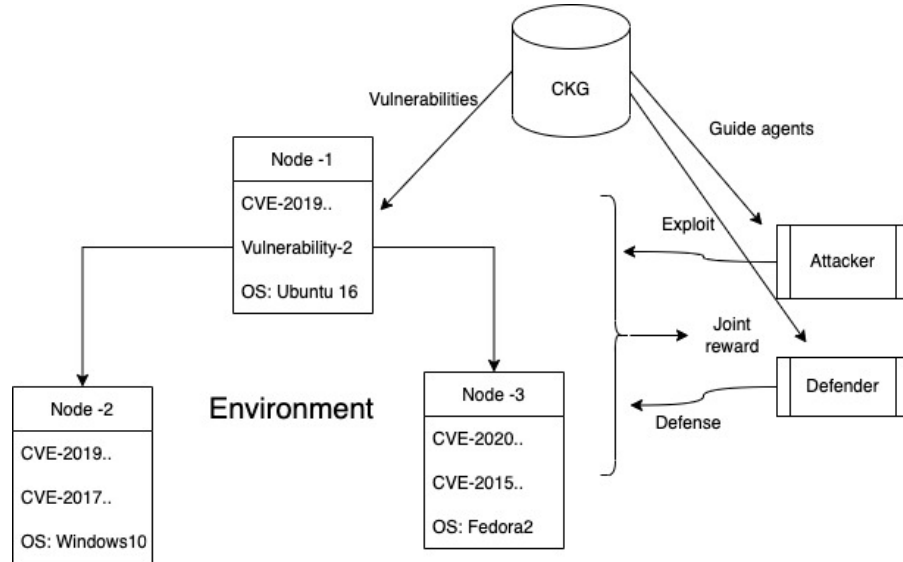 CKG
Vulnerabilities
Guide agents
Node -1
CVE-2019..
Vulnerability-2
OS: Ubuntu 16
Exploit
Attacker
Joint
reward
Defender
Defense
Environment
Node -2
CVE-2019..
CVE-2017..
OS: Windows10
Node -3
CVE-2020..
CVE-2015..
OS: Fedora2